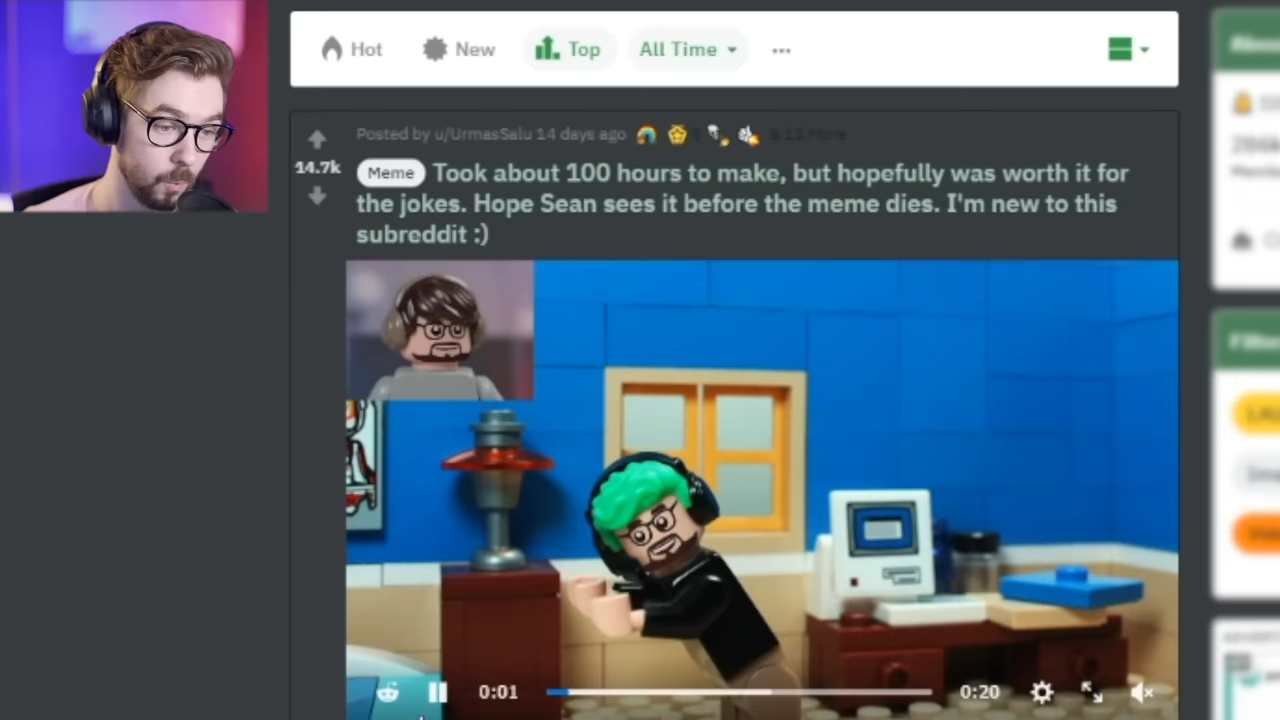 Hot New Top All Time
Posted by u/UrmasSalu 14 days ago
14.7k
Meme Took about 100 hours to make, but hopefully was worth it for
the jokes. Hope Sean sees it before the meme dies. I'm new to this
subreddit :)
0:01 0:20